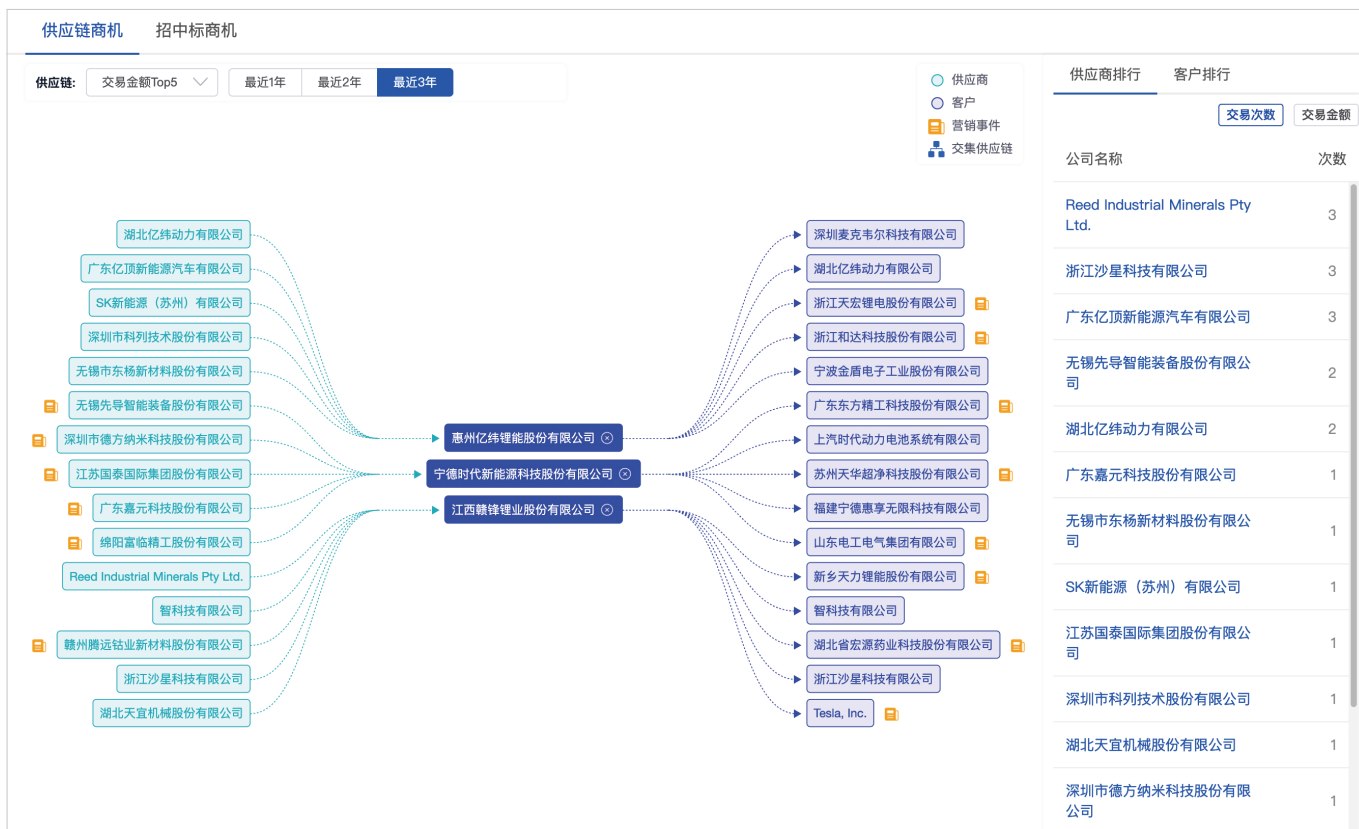 供应链商机 招中标商机
供应链: 交易金额Top5 最近1年 最近2年 最近3年
供应商
客户
营销事件
交集供应链
湖北亿纬动力有限公司
广东亿顶新能源汽车有限公司
SK新能源（苏州）有限公司
深圳市科列技术股份有限公司
无锡市东杨新材料股份有限公司
无锡先导智能装备股份有限公司
深圳市德方纳米科技股份有限公司
江苏国泰国际集团股份有限公司
广东嘉元科技股份有限公司
绵阳富临精工股份有限公司
Reed Industrial Minerals Pty Ltd.
智科技有限公司
赣州腾远钴业新材料股份有限公司
浙江沙星科技有限公司
湖北天宜机械股份有限公司
惠州亿纬锂能股份有限公司
宁德时代新能源科技股份有限公司
江西赣锋锂业股份有限公司
深圳麦克韦尔科技有限公司
湖北亿纬动力有限公司
浙江天宏锂电股份有限公司
浙江和达科技股份有限公司
宁波金盾电子工业股份有限公司
广东东方精工科技股份有限公司
上汽时代动力电池系统有限公司
苏州天华超净科技股份有限公司
福建宁德惠享无限科技有限公司
山东电工电气集团有限公司
新乡天力锂能股份有限公司
智科技有限公司
湖北省宏源药业科技股份有限公司
浙江沙星科技有限公司
Tesla, Inc.
供应商排行 客户排行
交易次数 交易金额
公司名称 次数
Reed Industrial Minerals Pty
Ltd. 3
浙江沙星科技有限公司 3
广东亿顶新能源汽车有限公司 3
无锡先导智能装备股份有限公
司 2
湖北亿纬动力有限公司 2
广东嘉元科技股份有限公司 1
无锡市东杨新材料股份有限公
司 1
SK新能源（苏州）有限公司 1
江苏国泰国际集团股份有限公
司 1
深圳市科列技术股份有限公司 1
湖北天宜机械股份有限公司 1
深圳市德方纳米科技股份有限
公司 1